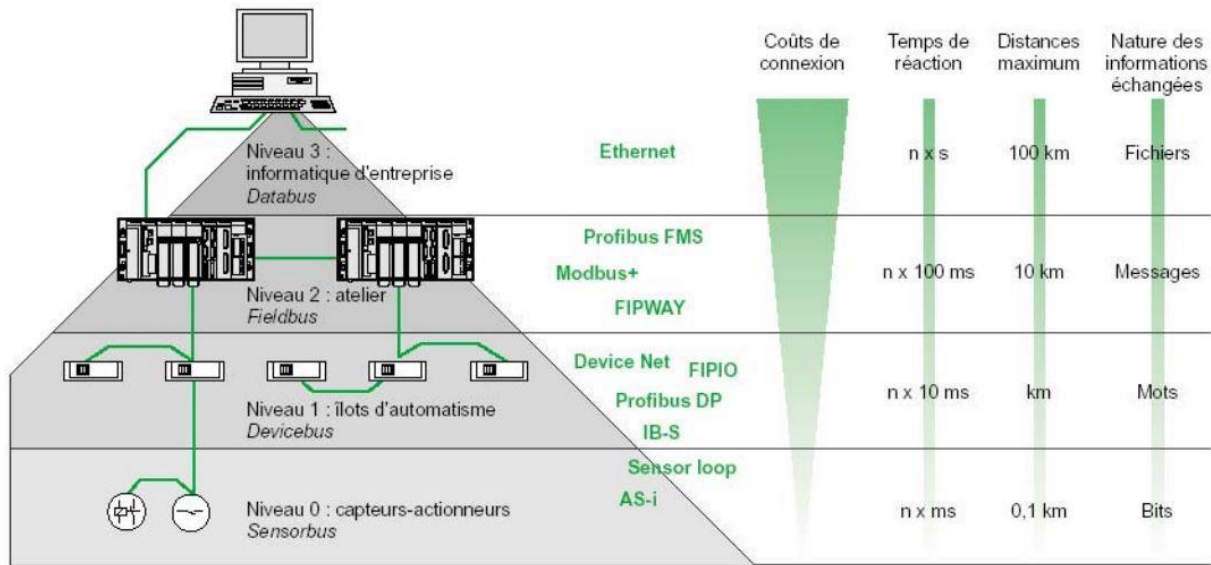 Coûts de
connexion
Temps de
réaction
Distances
maximum
Nature des
informations
échangées
Niveau 3 :
informatique d'entreprise
Databus
Ethernet
n x s
100 km
Fichiers
Niveau 2 : atelier
Fieldbus
Profibus FMS
Modbus+
FIPWAY
n x 100 ms
10 km
Messages
Niveau 1 : îlots d'automatisme
Devicebus
Device Net
FIPIO
Profibus DP
IB-S
n x 10 ms
km
Mots
Niveau 0 : capteurs-actionneurs
Sensorbus
Sensor loop
AS-i
n x ms
0,1 km
Bits